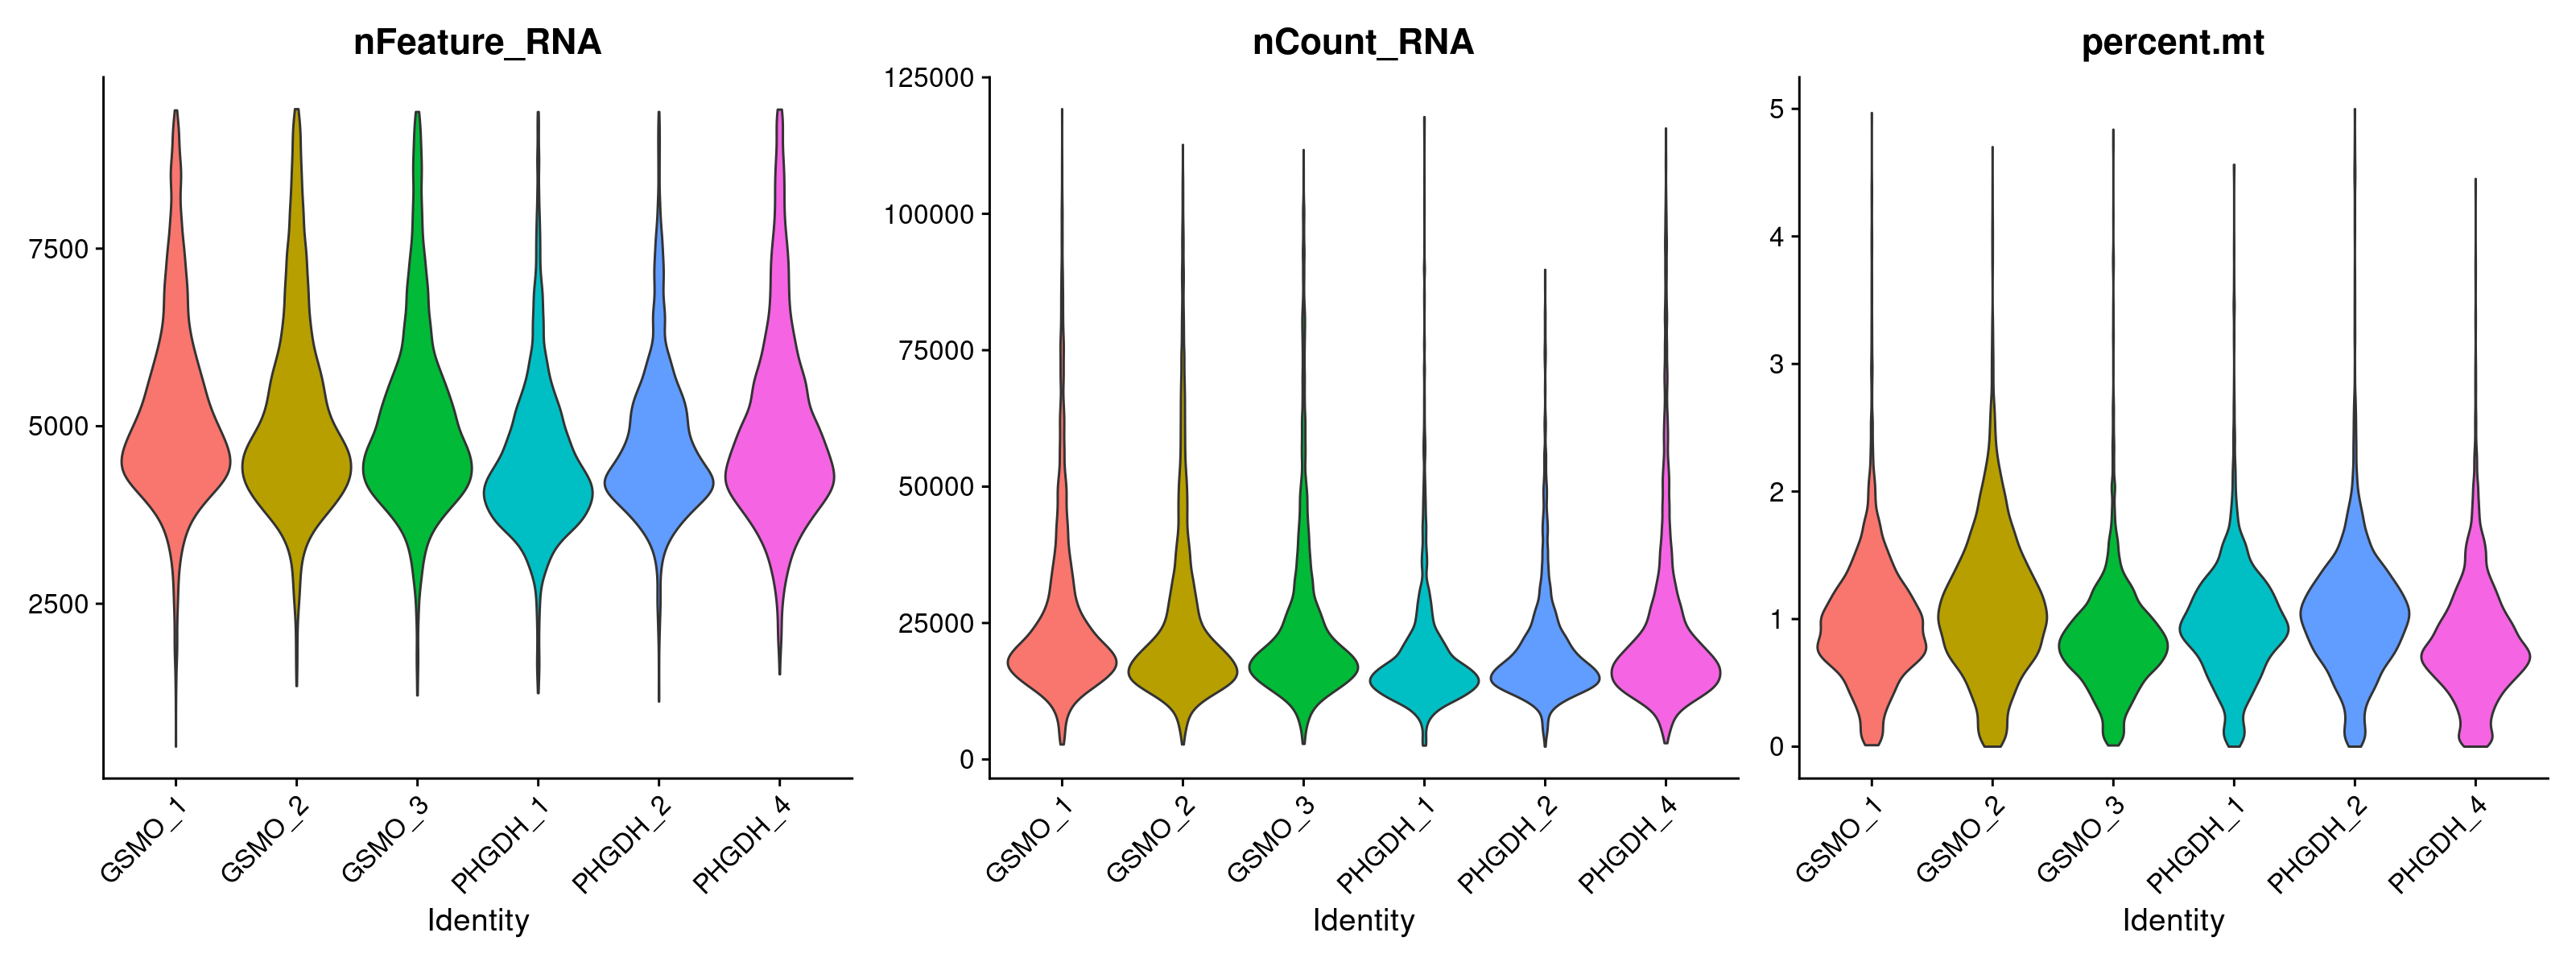 nFeature_RNA
7500
5000
2500
GSMO_1
GSMO_2
GSMO_3
PHGDH_1
PHGDH_2
PHGDH_4
Identity
nCount_RNA
125000
100000
75000
50000
25000
0
GSMO_1
GSMO_2
GSMO_3
PHGDH_1
PHGDH_2
PHGDH_4
Identity
percent.mt
5
4
3
2
1
0
GSMO_1
GSMO_2
GSMO_3
PHGDH_1
PHGDH_2
PHGDH_4
Identity